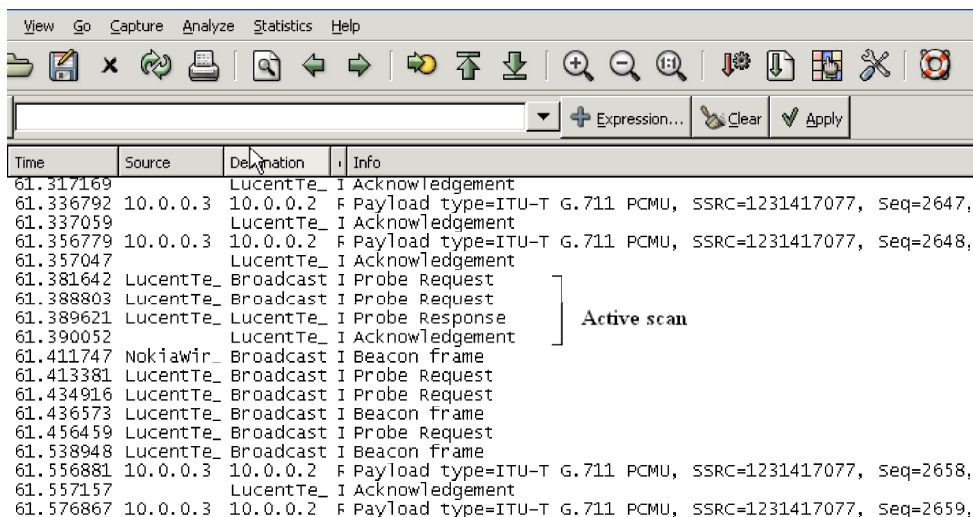 View Go Capture Analyze Statistics Help
Expression... Clear Apply
Time Source Destination Info
61.317169 LucentTe_ I Acknowledgement
61.336792 10.0.0.3 10.0.0.2 F Payload type=ITU-T G.711 PCMU, SSRC=1231417077, Seq=2647,
61.337059 LucentTe_ I Acknowledgement
61.356779 10.0.0.3 10.0.0.2 F Payload type=ITU-T G.711 PCMU, SSRC=1231417077, Seq=2648,
61.357047 LucentTe_ I Acknowledgement
61.381642 LucentTe_ Broadcast I Probe Request
61.388803 LucentTe_ Broadcast I Probe Request
61.389621 LucentTe_ LucentTe_ I Probe Response
Active scan
61.390052 LucentTe_ I Acknowledgement
61.411747 NokiaWir_ Broadcast I Beacon frame
61.413381 LucentTe_ Broadcast I Probe Request
61.434916 LucentTe_ Broadcast I Probe Request
61.436573 LucentTe_ Broadcast I Beacon frame
61.456459 LucentTe_ Broadcast I Probe Request
61.538948 LucentTe_ Broadcast I Beacon frame
61.556881 10.0.0.3 10.0.0.2 F Payload type=ITU-T G.711 PCMU, SSRC=1231417077, Seq=2658,
61.557157 LucentTe_ I Acknowledgement
61.576867 10.0.0.3 10.0.0.2 F Payload type=ITU-T G.711 PCMU, SSRC=1231417077, Seq=2659,